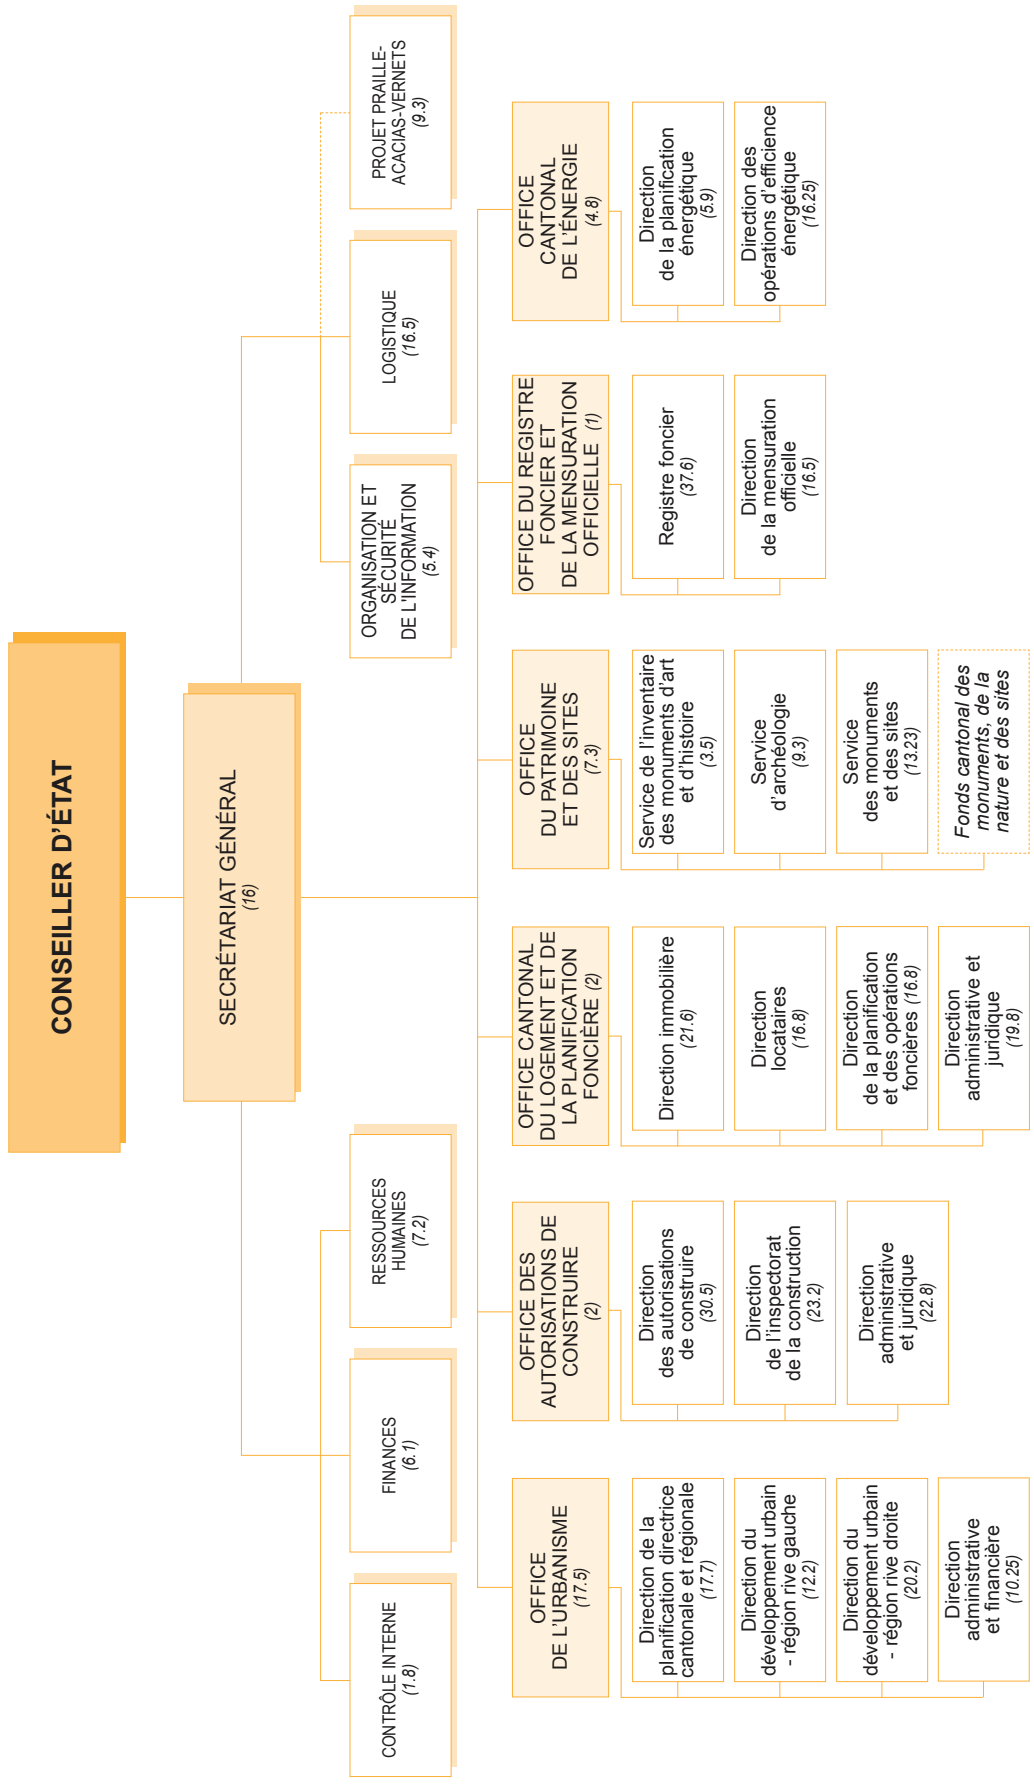 CONSEILLER D'ÉTAT
SECRÉTARIAT GÉNÉRAL
(16)
CONTRÔLE INTERNE
(1.8)
FINANCES
(6.1)
RESSOURCES
HUMAINES
(7.2)
ORGANISATION ET
SÉCURITÉ
DE L'INFORMATION
(5.4)
LOGISTIQUE
(16.5)
PROJET PRAILLE-
ACACIAS-VERNETS
(9.3)
OFFICE
DE L'URBANISME
(17.5)
Direction de la
planification directrice
cantonale et régionale
(17.7)
Direction du
développement urbain
- région rive gauche
(12.2)
Direction du
développement urbain
- région rive droite
(20.2)
Direction
administrative
et financière
(10.25)
OFFICE DES
AUTORISATIONS DE
CONSTRUIRE
(2)
Direction
des autorisations
de construire
(30.5)
Direction
de l'inspectorat
de la construction
(23.2)
Direction
administrative
et juridique
(22.8)
OFFICE CANTONAL
DU LOGEMENT ET DE
LA PLANIFICATION
FONCIÈRE (2)
Direction immobilière
(21.6)
Direction
locataires
(16.8)
Direction
de la planification
et des opérations
foncières (16.8)
Direction
administrative et
juridique
(19.8)
OFFICE
DU PATRIMOINE
ET DES SITES
(7.3)
Service de l'inventaire
des monuments d'art
et d'histoire
(3.5)
Service
d'archéologie
(9.3)
Service
des monuments
et des sites
(13.23)
Fonds cantonal des
monuments, de la
nature et des sites
OFFICE DU REGISTRE
FONCIER ET
DE LA MENSURATION
OFFICIELLE (1)
Registre foncier
(37.6)
Direction
de la mensuration
officielle
(16.5)
OFFICE
CANTONAL
DE L'ÉNERGIE
(4.8)
Direction
de la planification
énergétique
(5.9)
Direction des
opérations d'efficience
énergétique
(16.25)